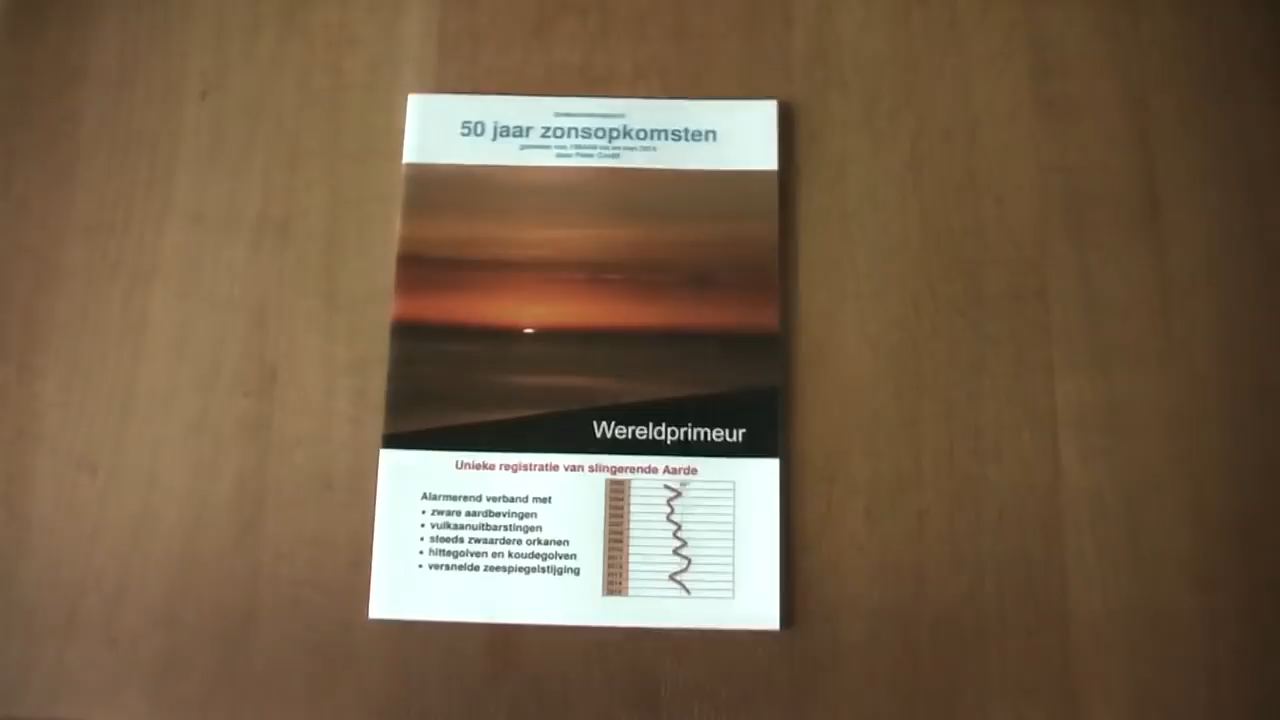 50 jaar zonsopkomsten
Wereldprimeur
Unieke registratie van slingerende Aarde
Alarmerend verband met
• zware aardbevingen
• vulkaanuitbarstingen
• steeds zwaardere orkanen
• hittegolven en koudegolven
• versnelde zeespiegelstijging